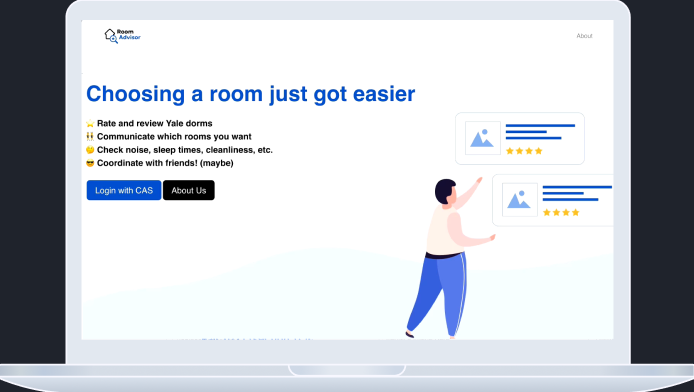 Room
Advisor
About
Choosing a room just got easier
⭐ Rate and review Yale dorms
👯 Communicate which rooms you want
🤔 Check noise, sleep times, cleanliness, etc.
😎 Coordinate with friends! (maybe)
Login with CAS
About Us